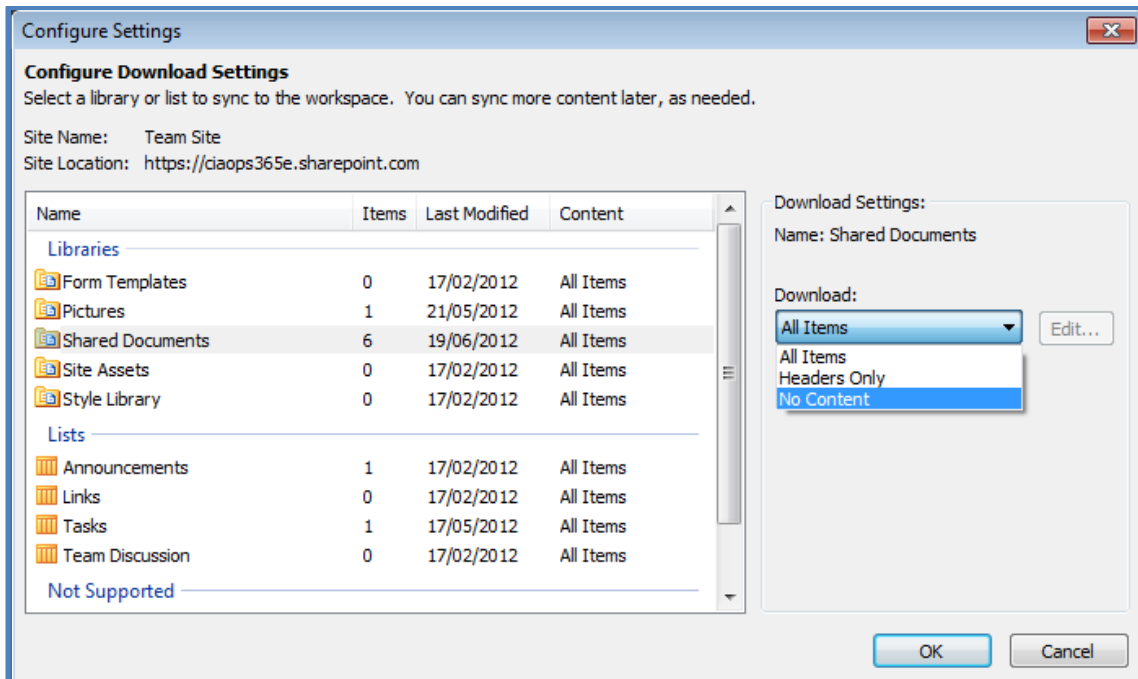 Configure Settings
Configure Download Settings
Select a library or list to sync to the workspace. You can sync more content later, as needed.
Site Name: Team Site
Site Location: https://ciaops365e.sharepoint.com
Name Items Last Modified Content
Libraries
Form Templates 0 17/02/2012 All Items
Pictures 1 21/05/2012 All Items
Shared Documents 6 19/06/2012 All Items
Site Assets 0 17/02/2012 All Items
Style Library 0 17/02/2012 All Items
Lists
Announcements 1 17/02/2012 All Items
Links 0 17/02/2012 All Items
Tasks 1 17/05/2012 All Items
Team Discussion 0 17/02/2012 All Items
Not Supported
Download Settings:
Name: Shared Documents
Download:
All Items Edit...
All Items
Headers Only
No Content
OK Cancel